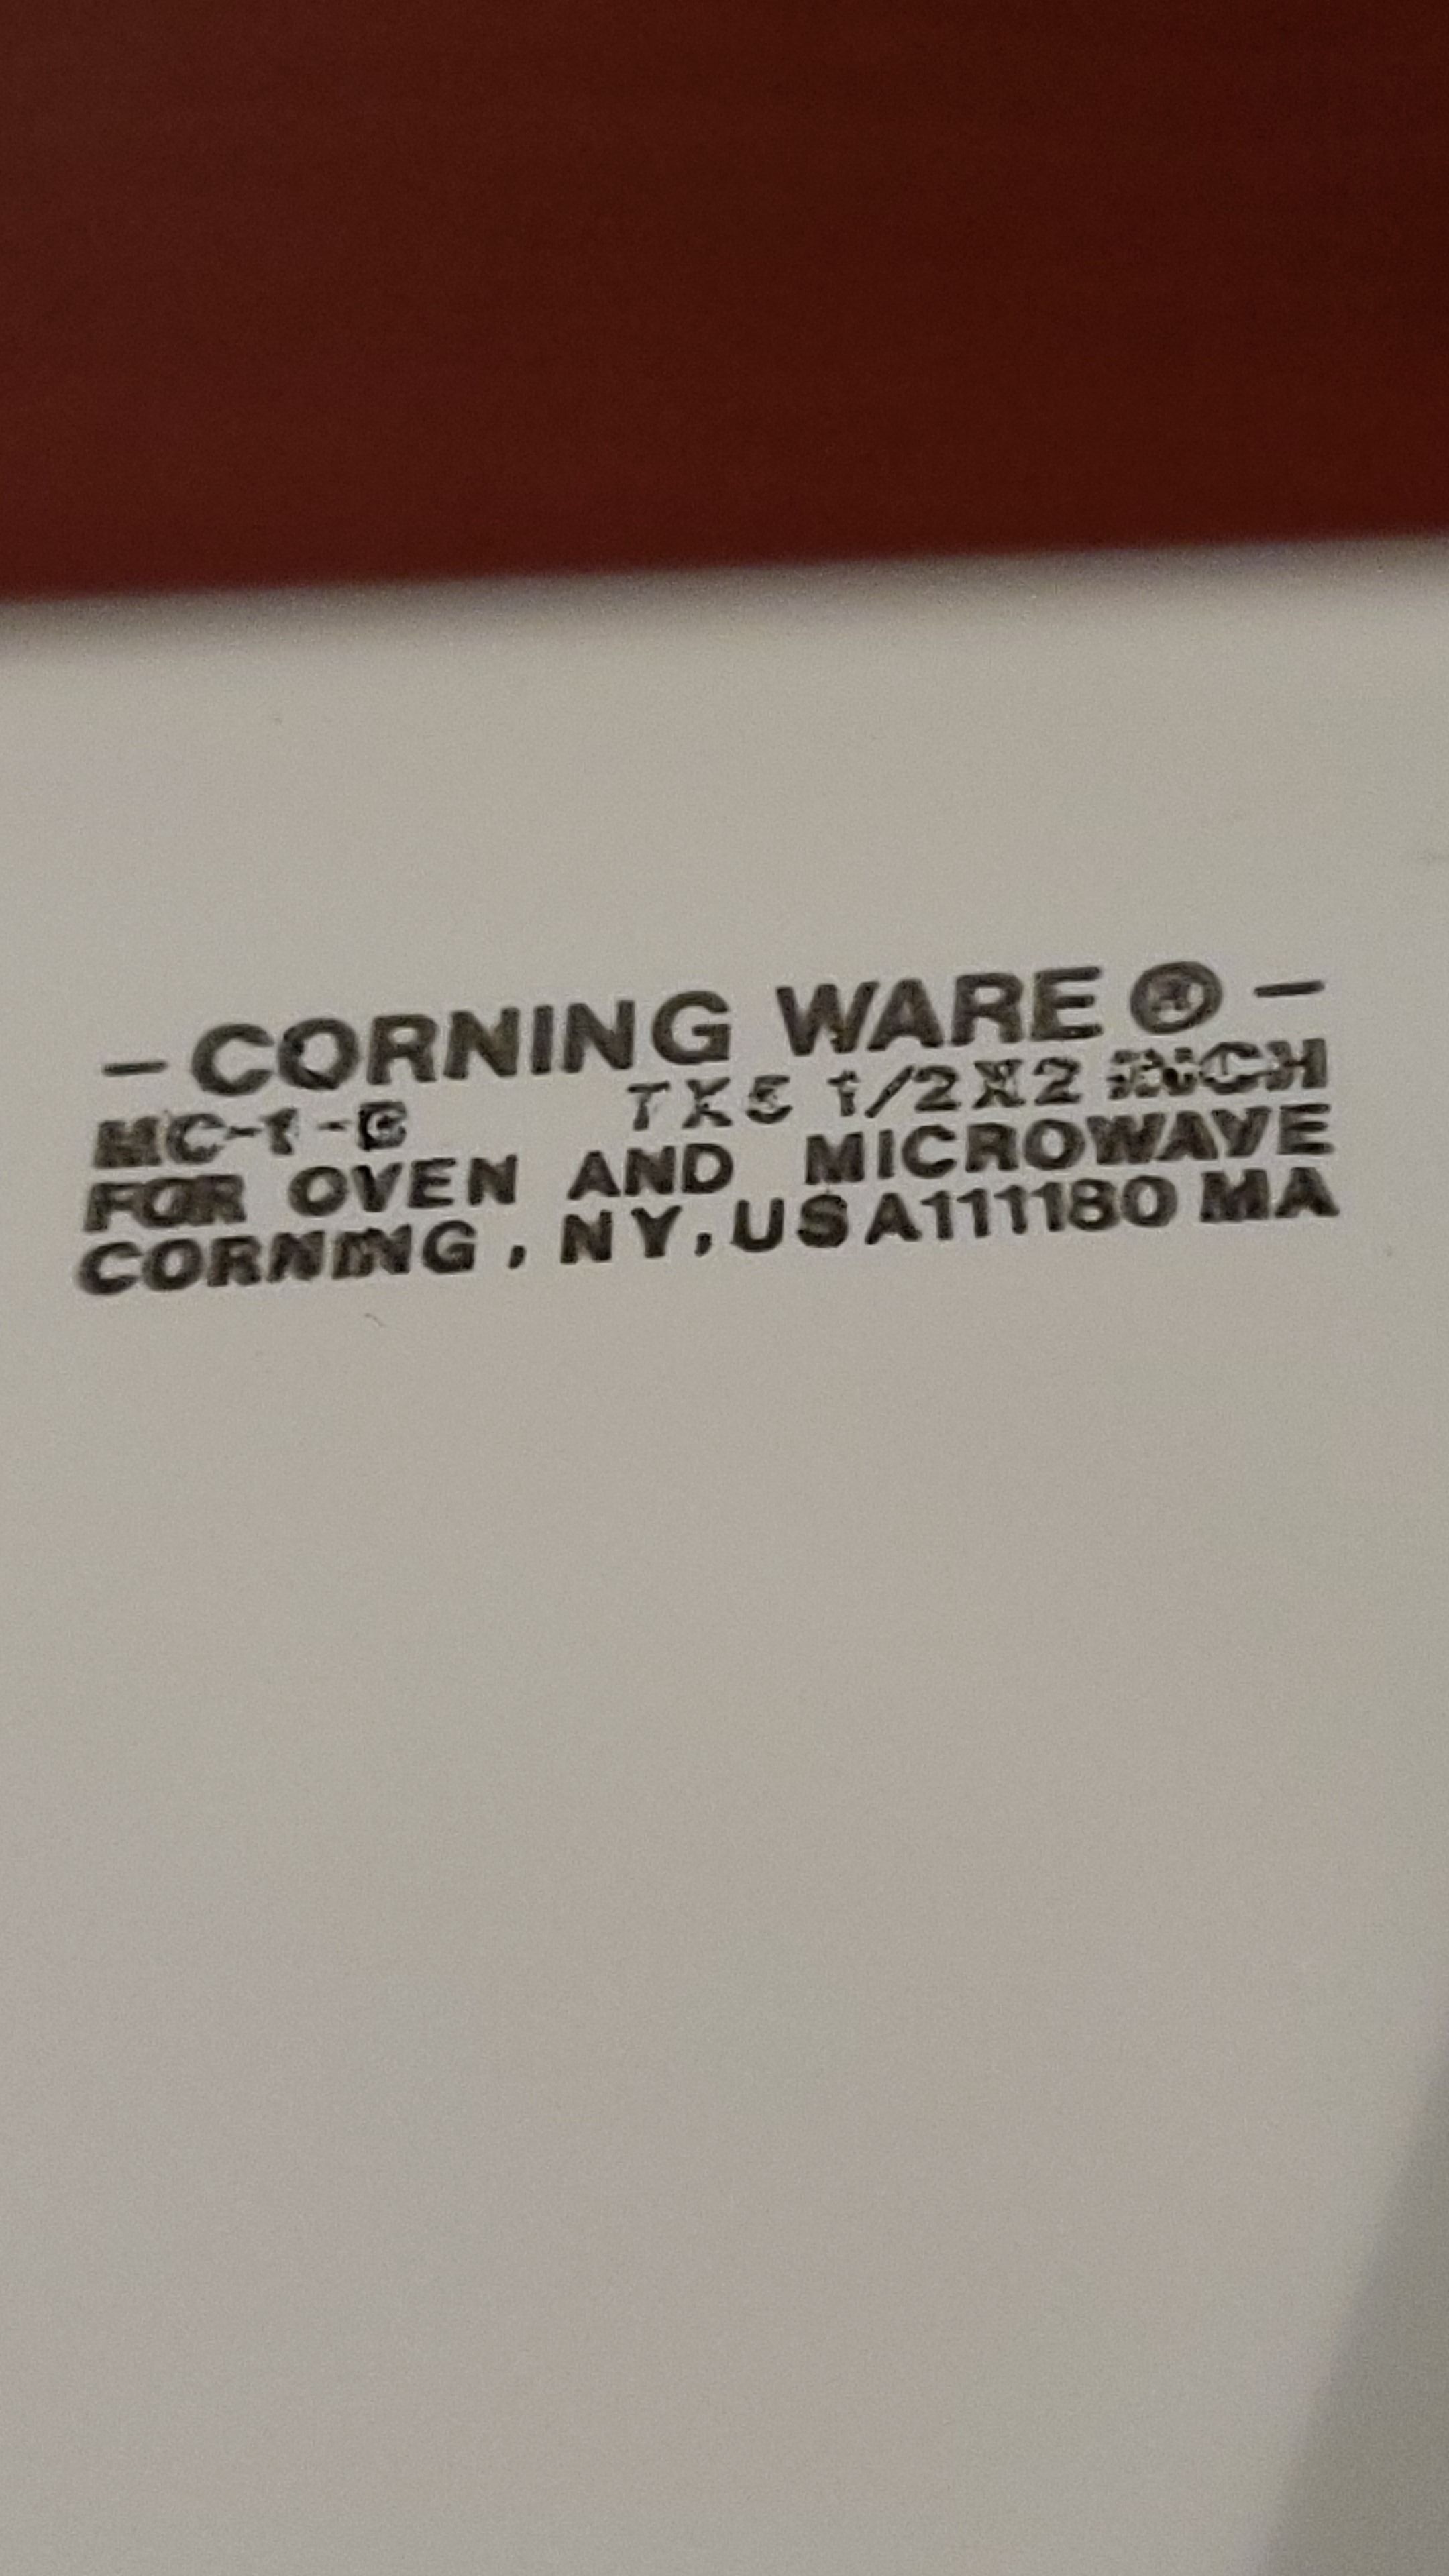 – CORNING WARE ® –
MC-1-B 7X5 1/2X2 INCH
FOR OVEN AND MICROWAVE
CORNING , NY, USA111180 MA